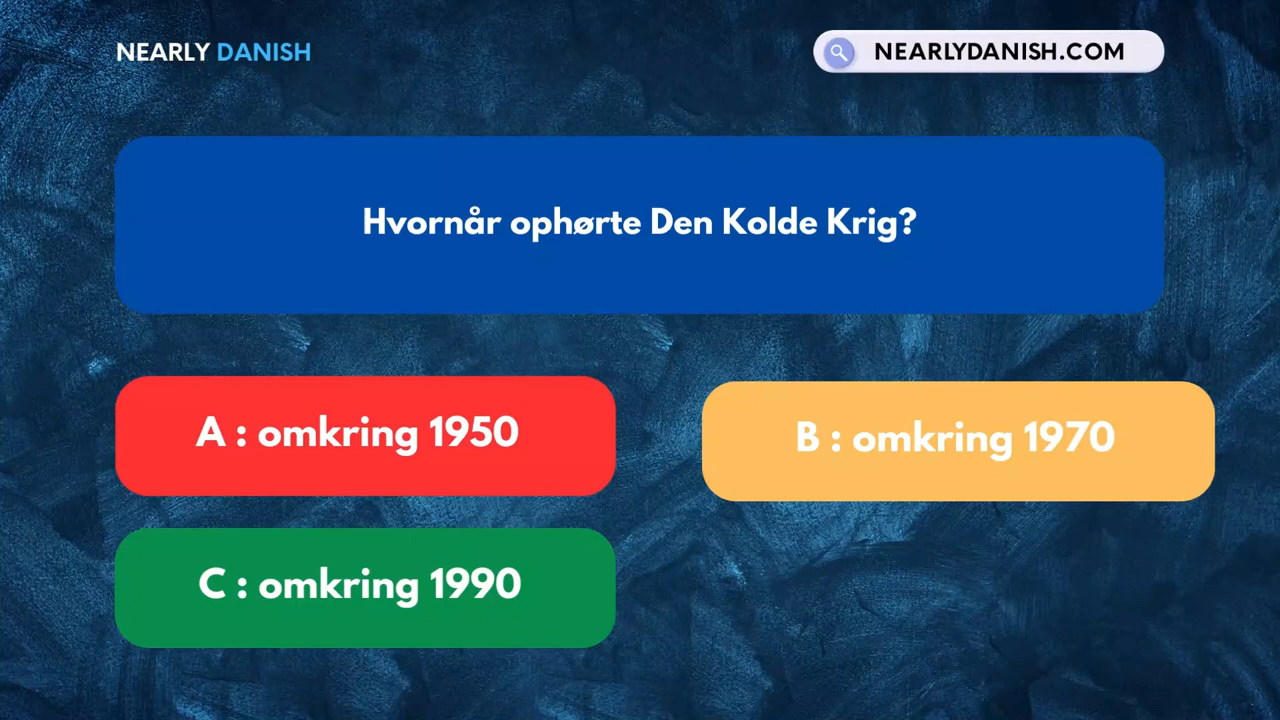 NEARLY DANISH
NEARLYDANISH.COM
Hvornår ophørte Den Kolde Krig?
A : omkring 1950
B : omkring 1970
C : omkring 1990